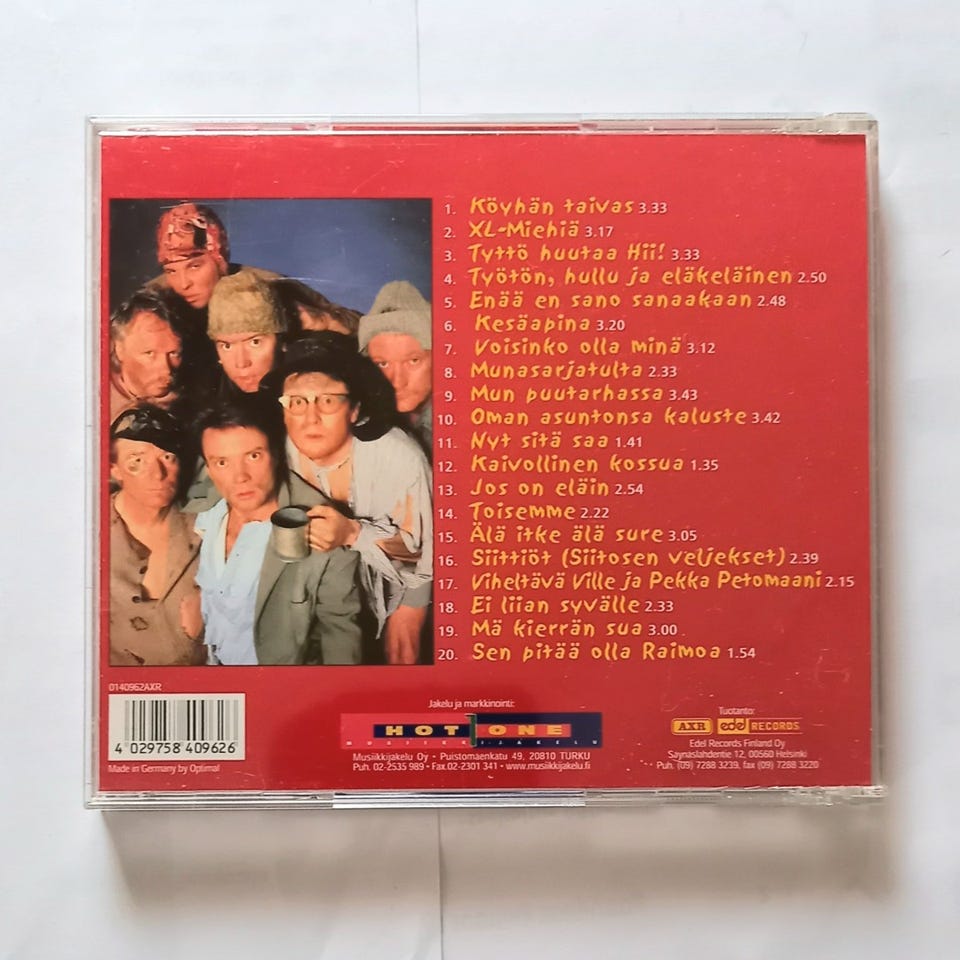 1. Köyhän taivas 3.33
2. XL-Miehiä 3.17
3. Tyttö huutaa Hii! 3.33
4. Työtön, hullu ja eläkeläinen 2.50
5. Enää en sano sanaakaan 2.48
6. Kesäapina 3.20
7. Voisinko olla minä 3.12
8. Munasarjatulta 2.33
9. Mun puutarhassa 3.43
10. Oman asuntonsa kaluste 3.42
11. Nyt sitä saa 1.41
12. Kaivollinen kossua 1.35
13. Jos on eläin 2.54
14. Toisemme 2.22
15. Älä itke älä sure 3.05
16. Siittiöt (Siitosen veljekset) 2.39
17. Viheltävä Ville ja Pekka Petomaani 2.15
18. Ei liian syvälle 2.33
19. Mä kierrän sua 3.00
20. Sen pitää olla Raimoa 1.54
0140962AXR
4 029758 409626
Made in Germany by Optimal
Jakelu ja markkinointi:
HOT ONE
MUSIIKKIJAKELU
Musiikkijakelu Oy • Puistomäenkatu 49, 20810 TURKU
Puh. 02-2535 989 • Fax.02-2301 341 • www.musiikkijakelu.fi
Tuotanto:
AXR edel RECORDS
Edel Records Finland Oy
Säynäslahdentie 12, 00560 Helsinki
Puh. (09) 7288 3239, fax (09) 7288 3220